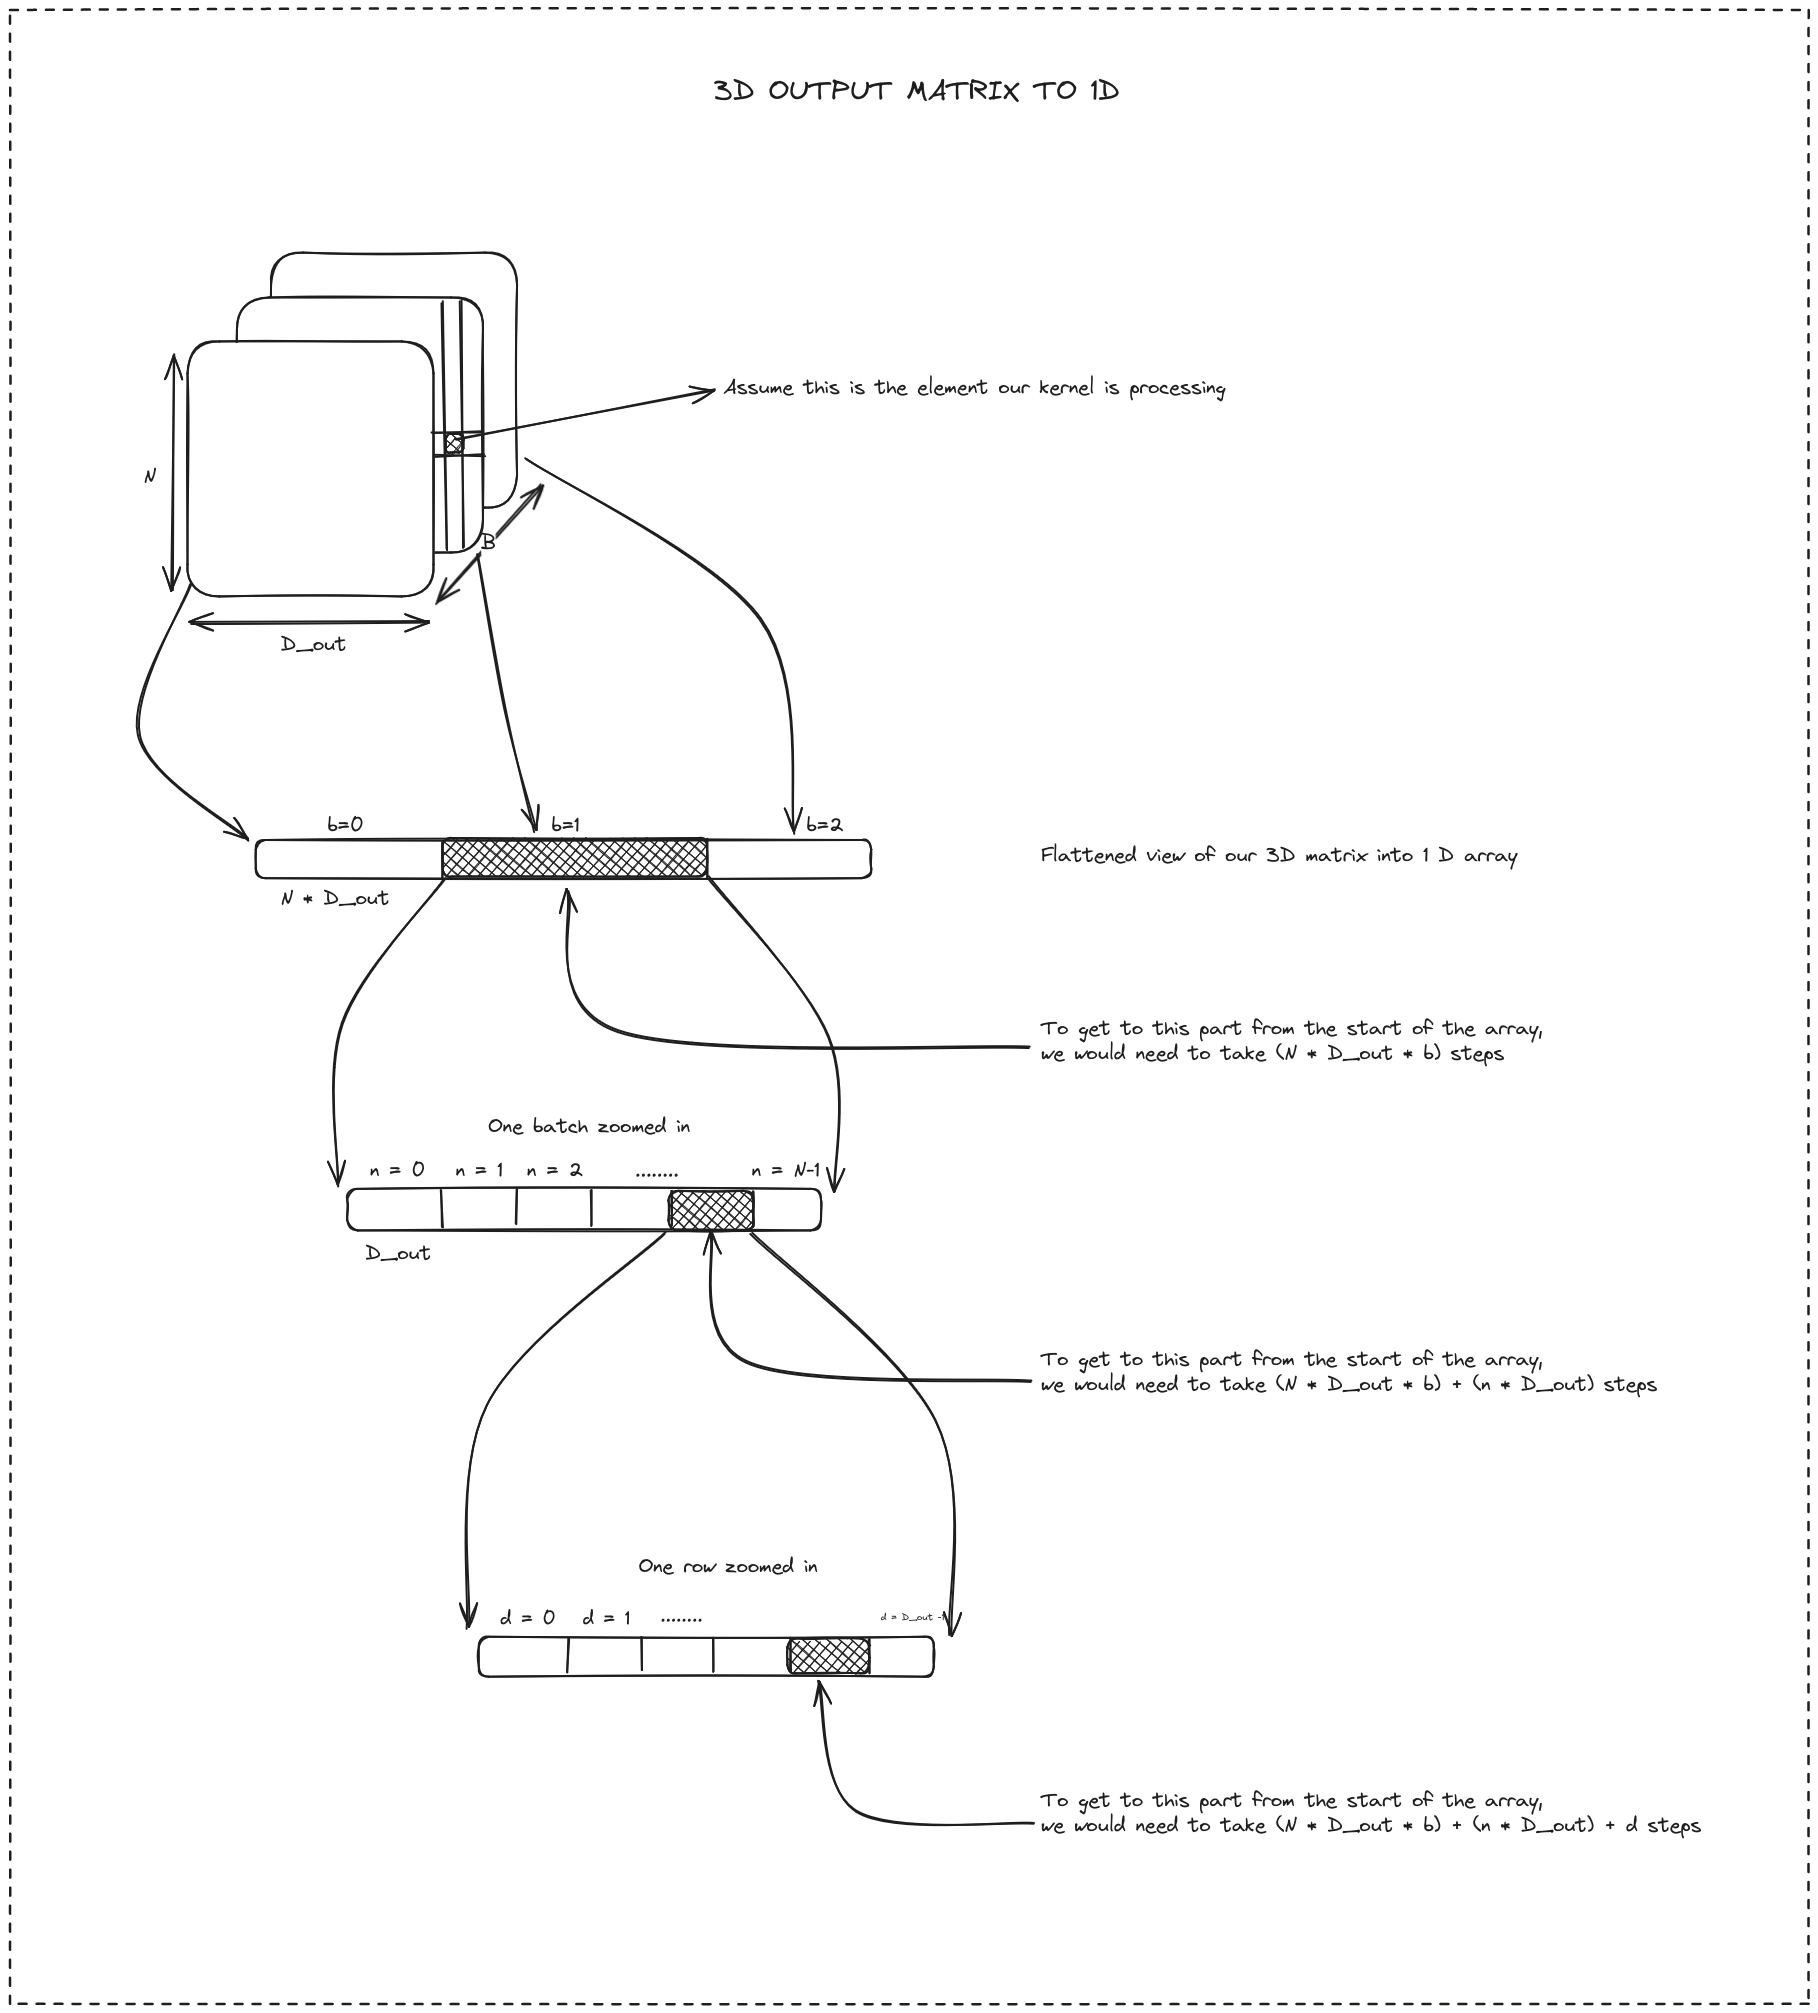 3D OUTPUT MATRIX TO 1D
Assume this is the element our kernel is processing
N
B
D_out
b=0
b=1
b=2
Flattened view of our 3D matrix into 1 D array
N * D_out
To get to this part from the start of the array,
we would need to take (N * D_out * b) steps
One batch zoomed in
n = 0
n = 1
n = 2
........
n = N-1
D_out
To get to this part from the start of the array,
we would need to take (N * D_out * b) + (n * D_out) steps
One row zoomed in
d = 0
d = 1
........
d = D_out -1
To get to this part from the start of the array,
we would need to take (N * D_out * b) + (n * D_out) + d steps